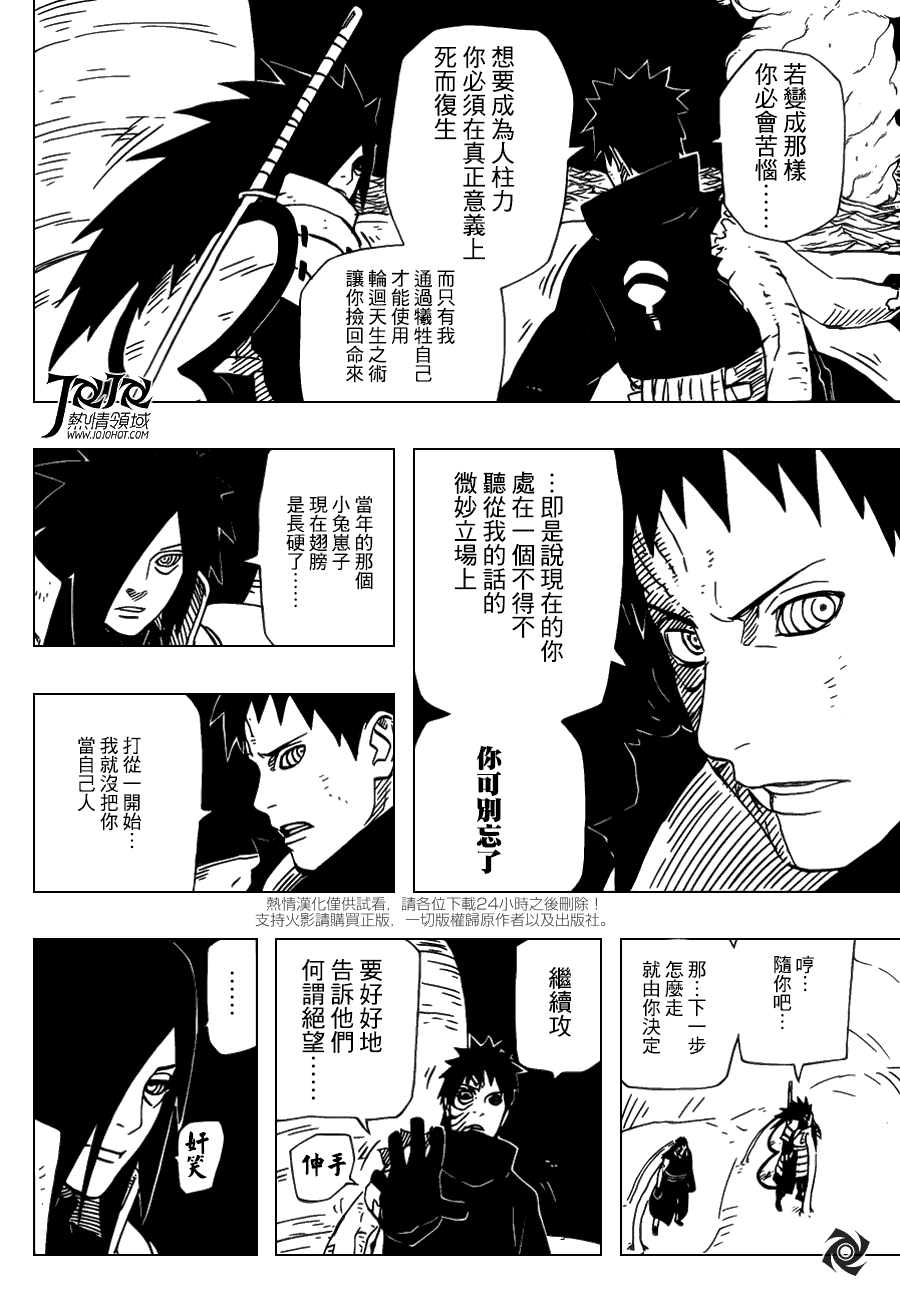 若變成那樣
你必會苦惱……
想要成為人柱力
你必須在真正意義上
死而復生
而只有我
通過犧牲自己
才能使用
輪迴天生之術
讓你撿回命來
JOJO
熱情領域
WWW.JOJOHOT.COM
…即是說現在的你
處在一個不得不
聽從我的話的
微妙立場上
你可別忘了
當年的那個
小兔崽子
現在翅膀
是長硬了……
打從一開始…
我就沒把你
當自己人
熱情漢化僅供試看，請各位下載24小時之後刪除！
支持火影請購買正版，一切版權歸原作者以及出版社。
哼…
隨你吧…
那…下一步
怎麼走
就由你決定
繼續攻
要好好地
告訴他們
何謂絕望……
伸手
……
奸笑